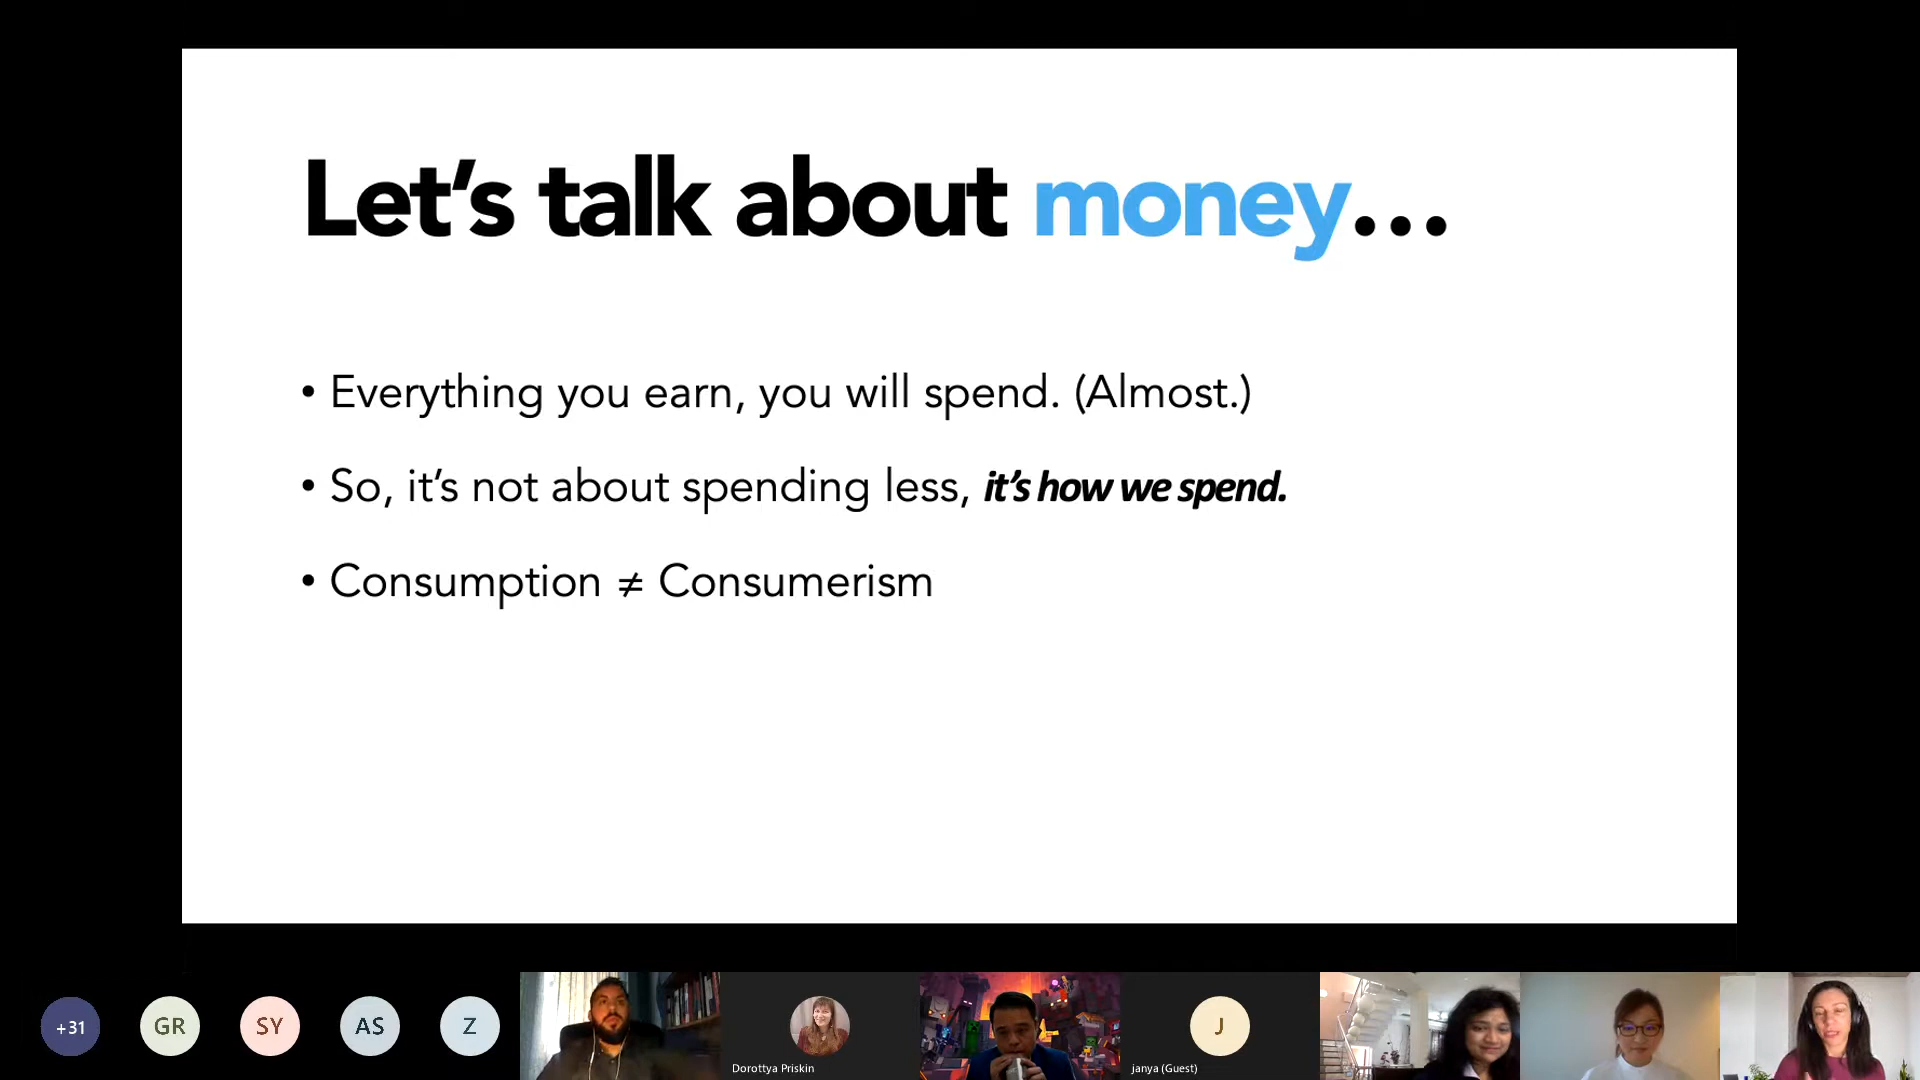 Let’s talk about money…
• Everything you earn, you will spend. (Almost.)
• So, it’s not about spending less, it’s how we spend.
• Consumption ≠ Consumerism
+31
GR
SY
AS
Z
Dorottya Priskin
J
janya (Guest)